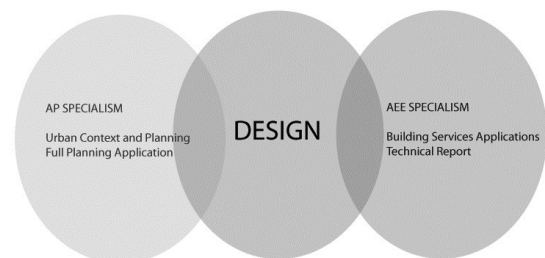 AP SPECIALISM
Urban Context and Planning
Full Planning Application
DESIGN
AEE SPECIALISM
Building Services Applications
Technical Report